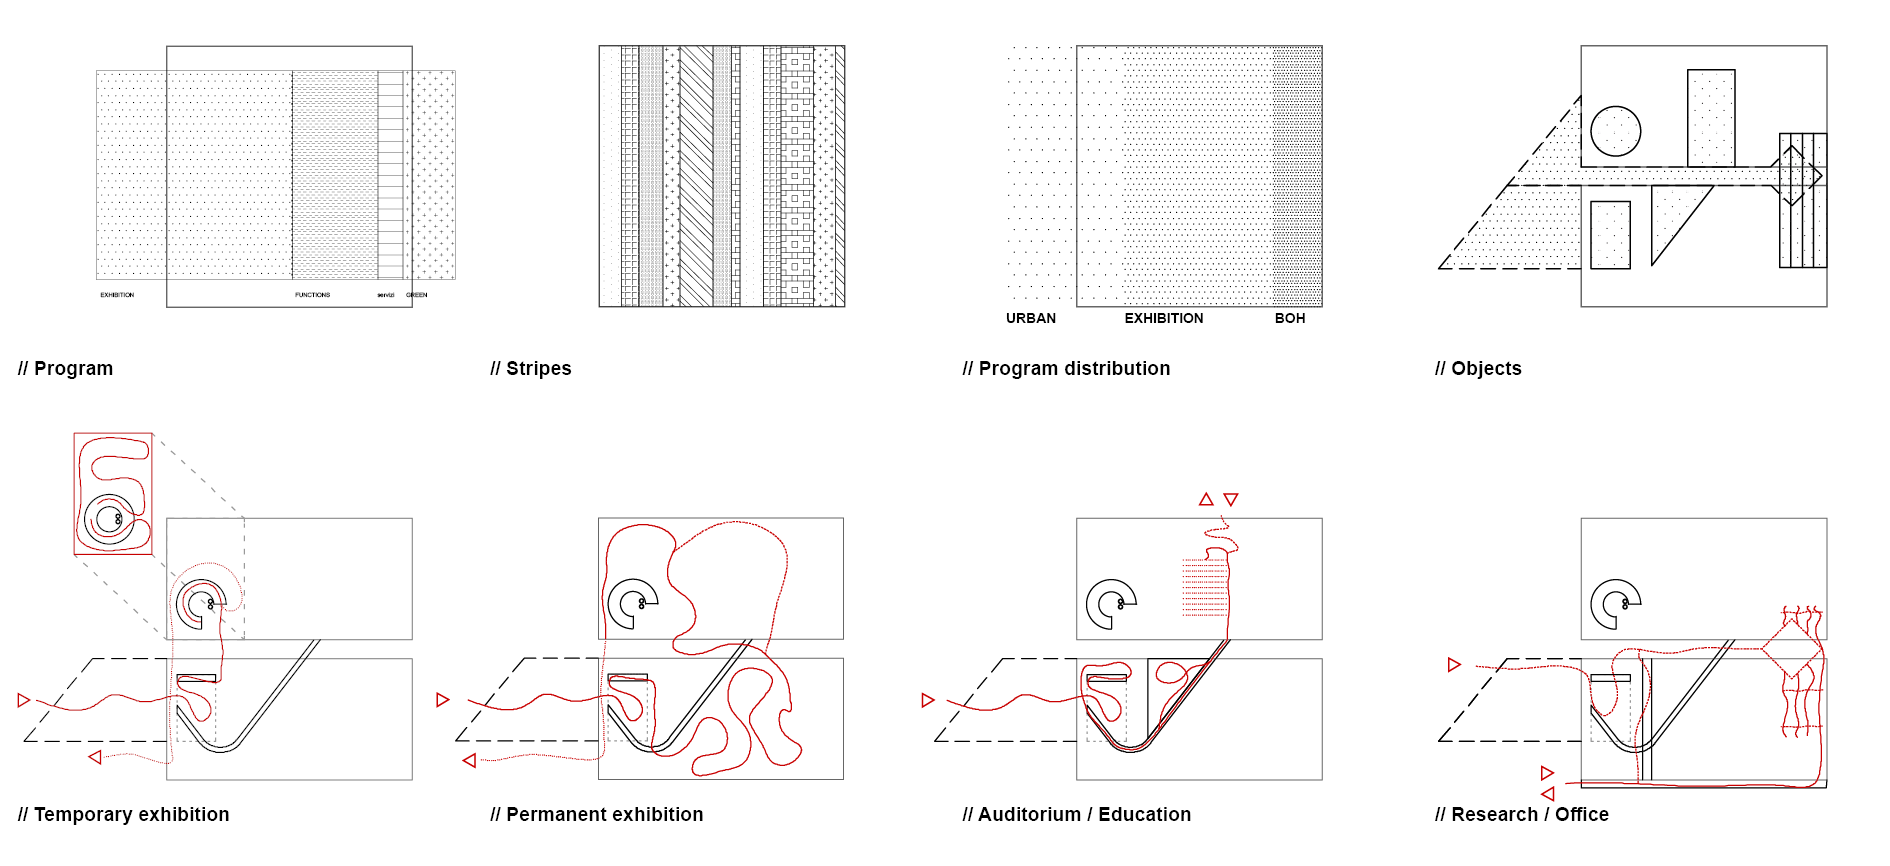 EXHIBITION FUNCTIONS servizi GREEN
URBAN EXHIBITION BOH
// Program // Stripes // Program distribution // Objects
// Temporary exhibition // Permanent exhibition // Auditorium / Education // Research / Office